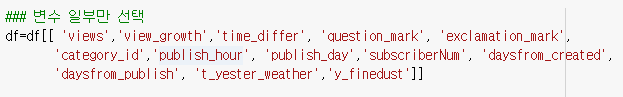 ### 변수 일부만 선택
df=df[[ 'views','view_growth','time_differ', 'question_mark', 'exclamation_mark',
'category_id','publish_hour', 'publish_day','subscriberNum', 'daysfrom_created',
'daysfrom_publish', 't_yester_weather','y_finedust']]